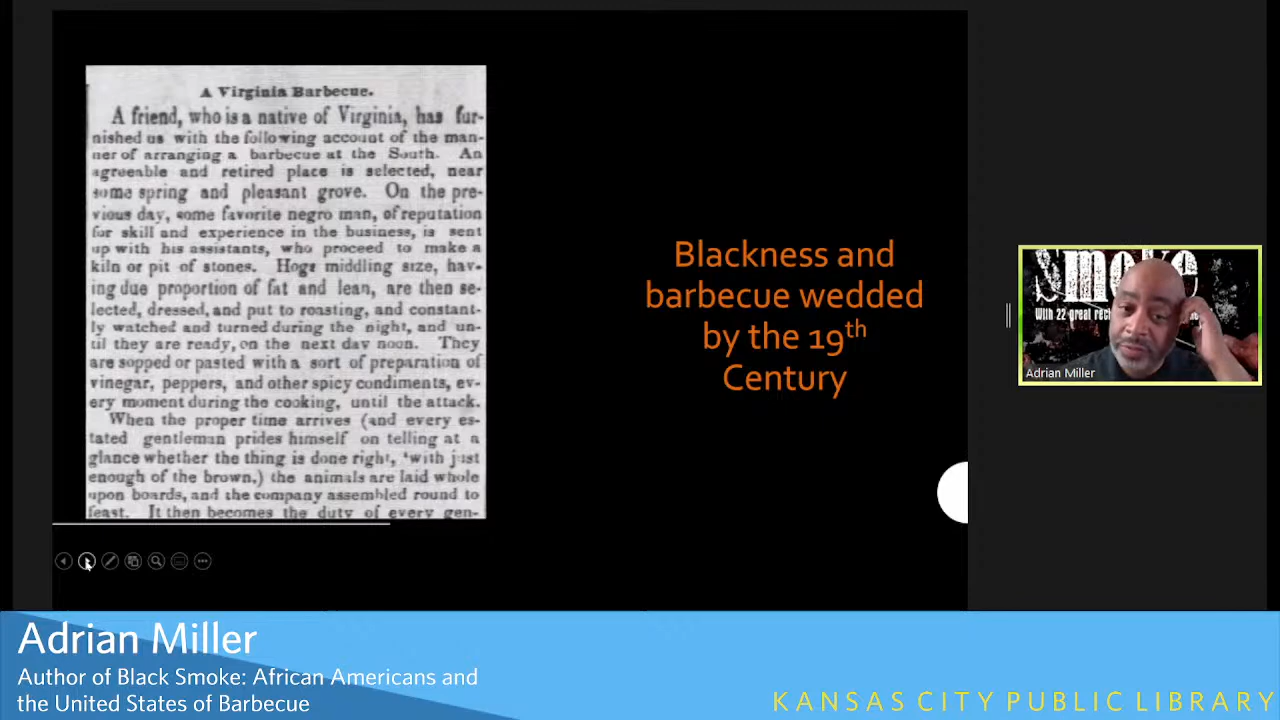 A Virginia Barbecue.
A friend, who is a native of Virginia, has fur-
nished us with the following account of the man-
ner of arranging a barbecue at the South. An
agreeable and retired place is selected, near
some spring and pleasant grove. On the pre-
vious day, some favorite negro man, of reputation
for skill and experience in the business, is sent
up with his assistants, who proceed to make a
kiln or pit of stones. Hogs middling size, hav-
ing due proportion of fat and lean, are then se-
lected, dressed, and put to roasting, and constant-
ly watched and turned during the night, and un-
til they are ready, on the next day noon. They
are sopped or pasted with a sort of preparation of
vinegar, peppers, and other spicy condiments, ev-
ery moment during the cooking, until the attack.
When the proper time arrives (and every es-
tated gentleman prides himself on telling at a
glance whether the thing is done right, 'with just
enough of the brown,) the animals are laid whole
upon boards, and the company assembled round to
feast. It then becomes the duty of every gen-
Blackness and
barbecue wedded
by the 19th
Century
Smoke
With 22 great
Adrian Miller
Adrian Miller
Author of Black Smoke: African Americans and
the United States of Barbecue
KANSAS CITY PUBLIC LIBRARY